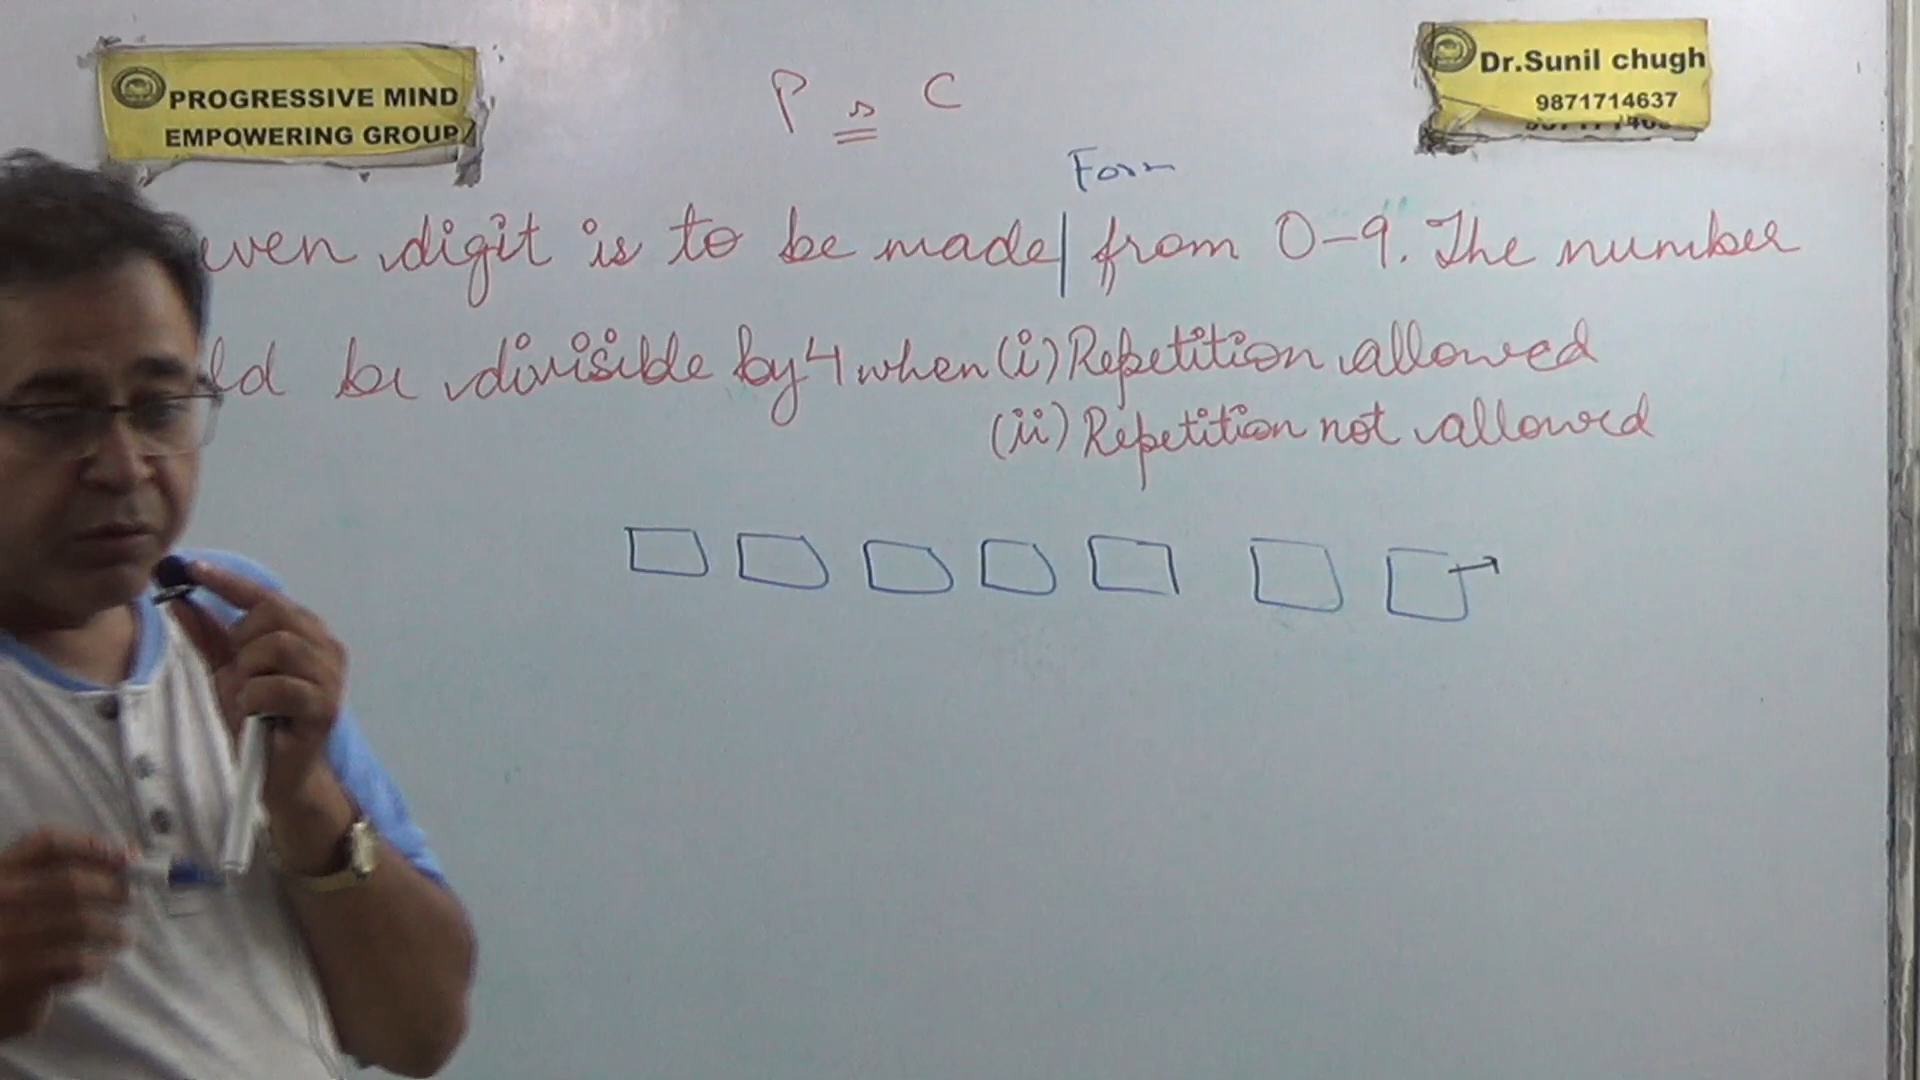 PROGRESSIVE MIND
EMPOWERING GROUP
Dr.Sunil chugh
9871714637
P n C
Form
even digit is to be made/ from 0-9. The number
ld be divisible by 4 when (i) Repetition allowed
(ii) Repetition not allowed